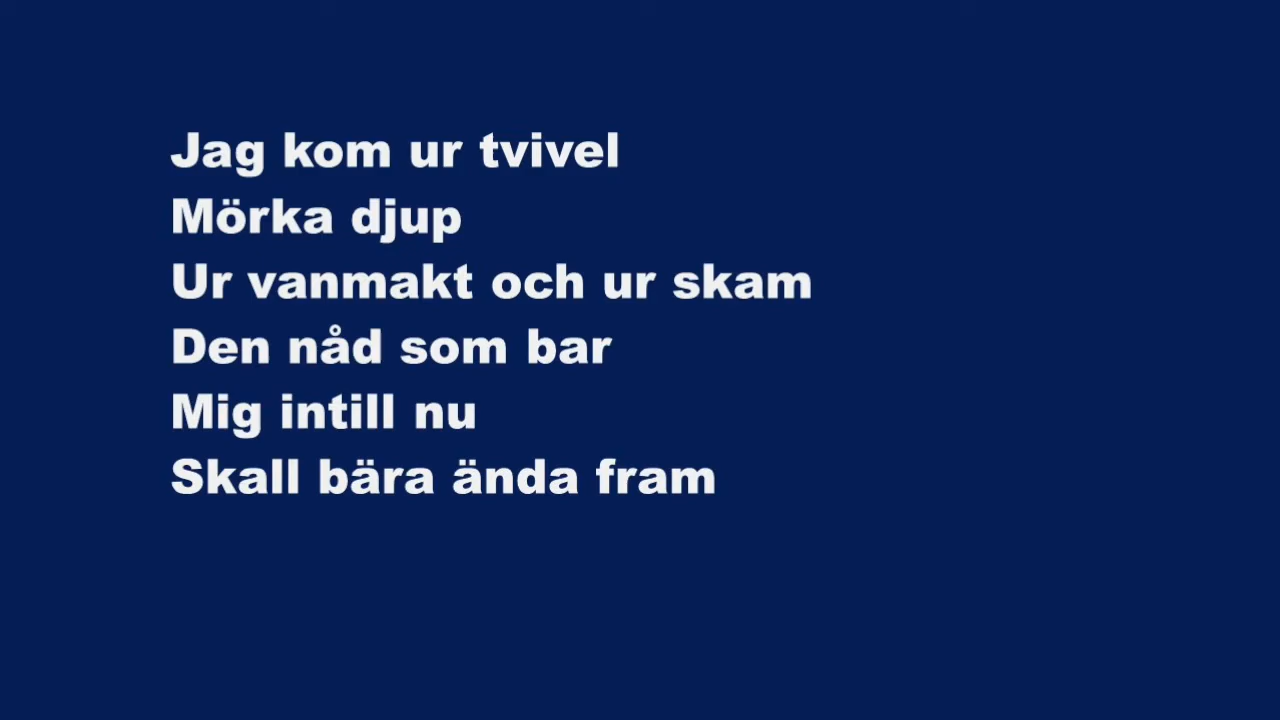 Jag kom ur tvivel
Mörka djup
Ur vanmakt och ur skam
Den nåd som bar
Mig intill nu
Skall bära ända fram